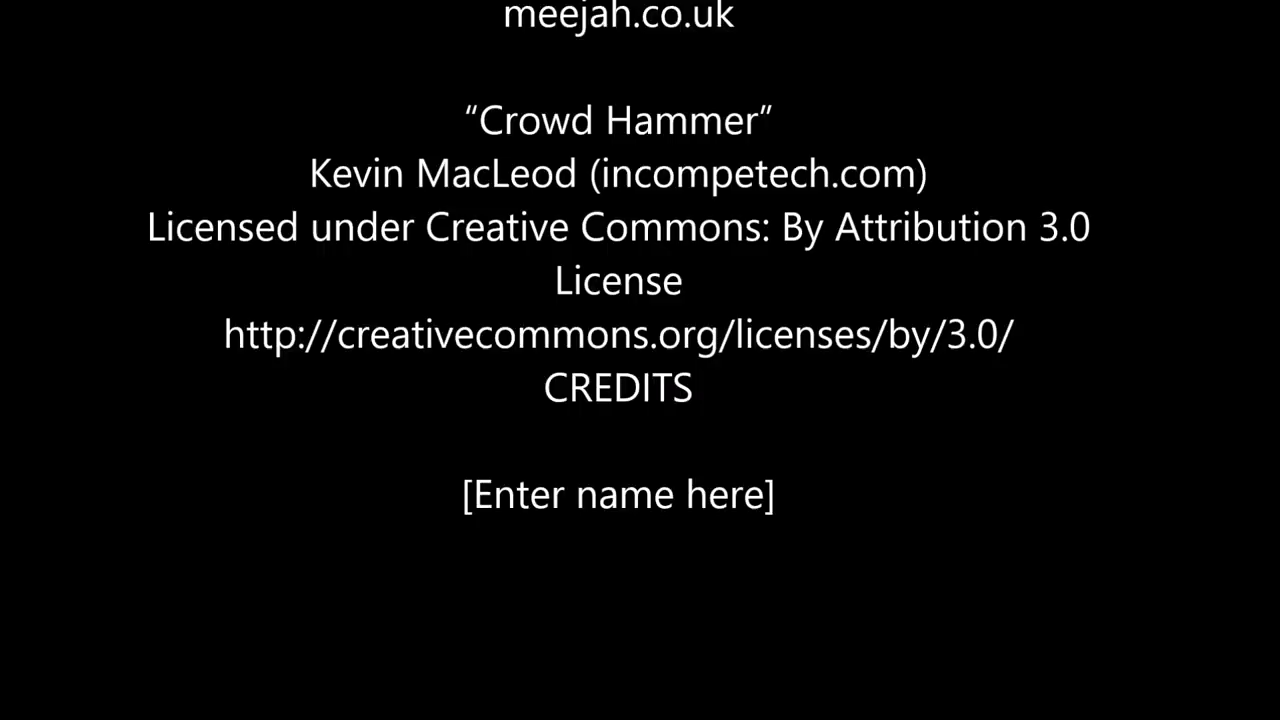 meejah.co.uk
“Crowd Hammer”
Kevin MacLeod (incompetech.com)
Licensed under Creative Commons: By Attribution 3.0
License
http://creativecommons.org/licenses/by/3.0/
CREDITS
[Enter name here]